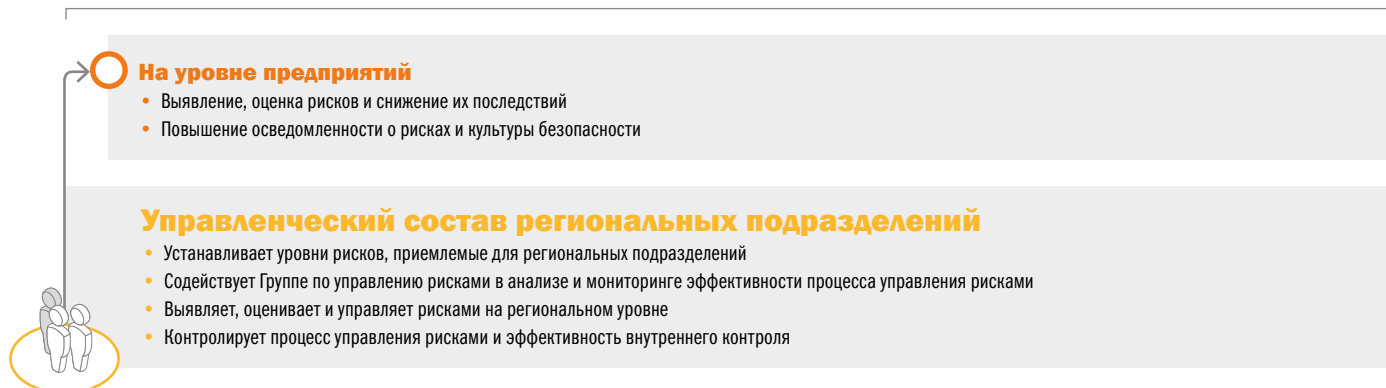 На уровне предприятий
• Выявление, оценка рисков и снижение их последствий
• Повышение осведомленности о рисках и культуры безопасности
Управленческий состав региональных подразделений
• Устанавливает уровни рисков, приемлемые для региональных подразделений
• Содействует Группе по управлению рисками в анализе и мониторинге эффективности процесса управления рисками
• Выявляет, оценивает и управляет рисками на региональном уровне
• Контролирует процесс управления рисками и эффективность внутреннего контроля